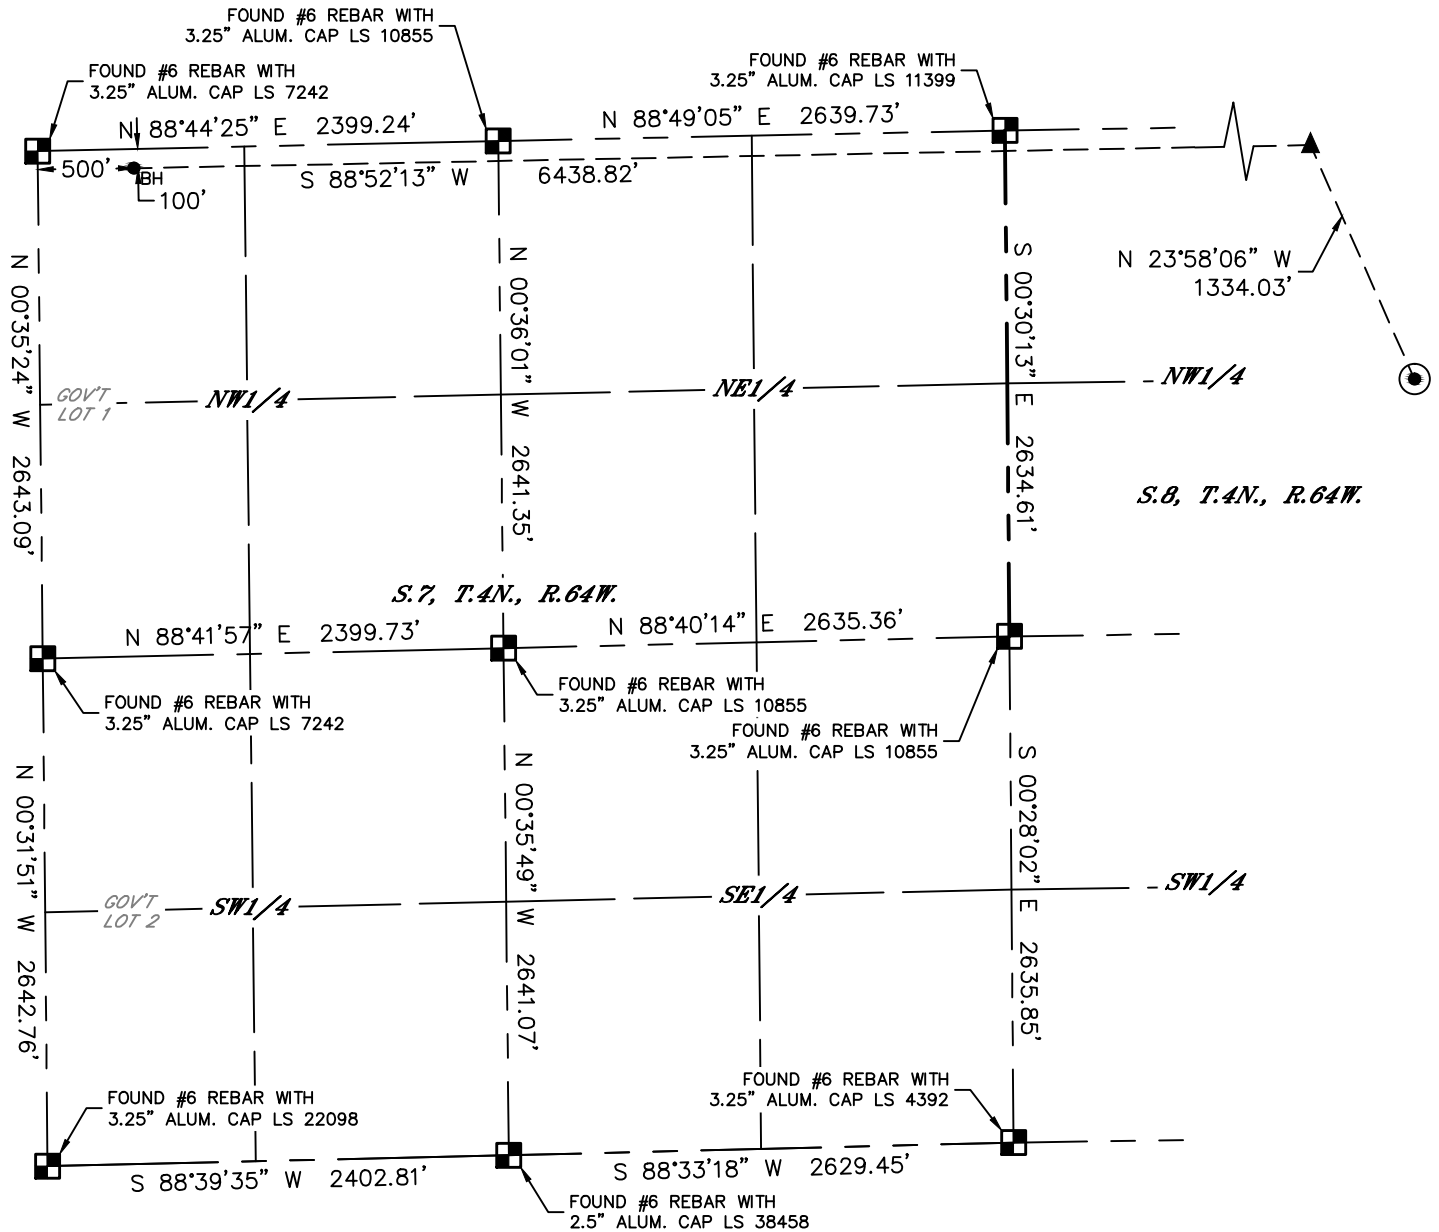 FOUND #6 REBAR WITH
3.25" ALUM. CAP LS 10855
FOUND #6 REBAR WITH
3.25" ALUM. CAP LS 7242
FOUND #6 REBAR WITH
3.25" ALUM. CAP LS 11399
N 88°44'25" E 2399.24'
N 88°49'05" E 2639.73'
500'
BH
100'
S 88°52'13" W 6438.82'
N 23°58'06" W
1334.03'
N 00°35'24" W 2643.09'
N 00°36'01" W 2641.35'
S 00°30'13" E 2634.61'
GOV'T
LOT 1
NW1/4
NE1/4
NW1/4
S.8, T.4N., R.64W.
S.7, T.4N., R.64W.
N 88°41'57" E 2399.73'
N 88°40'14" E 2635.36'
FOUND #6 REBAR WITH
3.25" ALUM. CAP LS 7242
FOUND #6 REBAR WITH
3.25" ALUM. CAP LS 10855
FOUND #6 REBAR WITH
3.25" ALUM. CAP LS 10855
N 00°31'51" W 2642.76'
N 00°35'49" W 2641.07'
S 00°28'02" E 2635.85'
GOV'T
LOT 2
SW1/4
SE1/4
SW1/4
FOUND #6 REBAR WITH
3.25" ALUM. CAP LS 22098
FOUND #6 REBAR WITH
3.25" ALUM. CAP LS 4392
S 88°39'35" W 2402.81'
S 88°33'18" W 2629.45'
FOUND #6 REBAR WITH
2.5" ALUM. CAP LS 38458